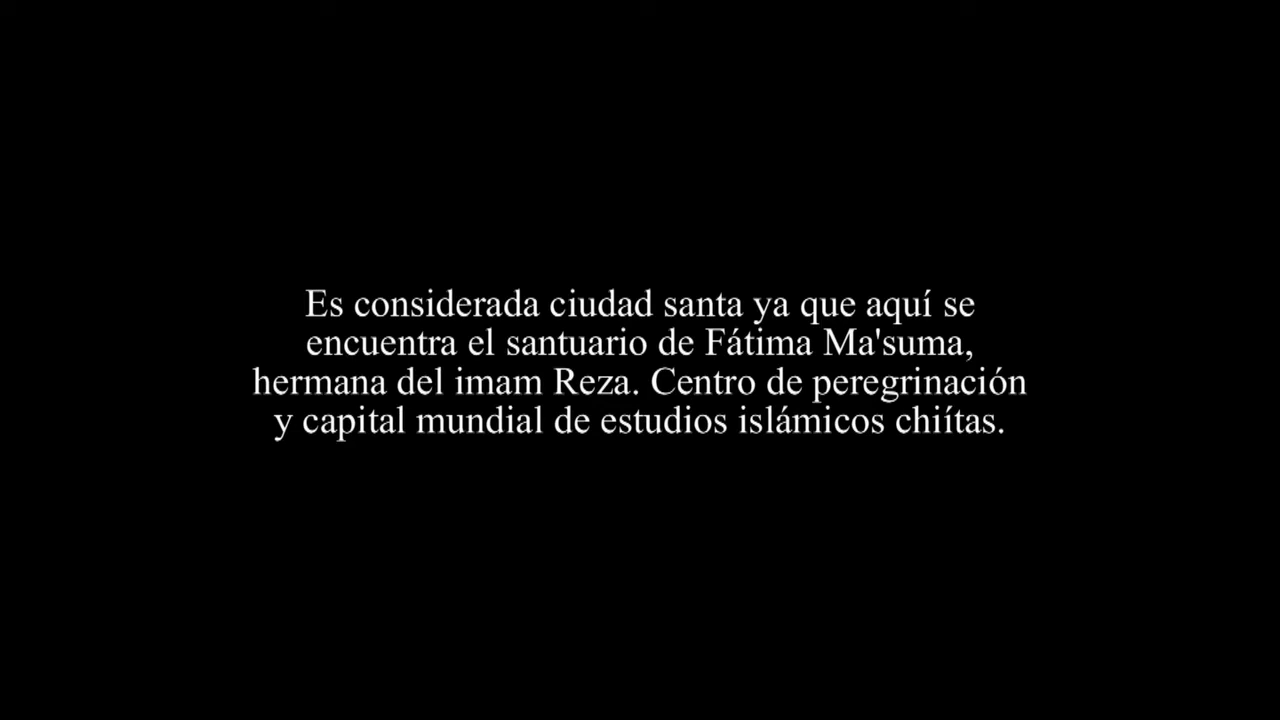 Es considerada ciudad santa ya que aquí se
encuentra el santuario de Fátima Ma'suma,
hermana del imam Reza. Centro de peregrinación
y capital mundial de estudios islámicos chiítas.